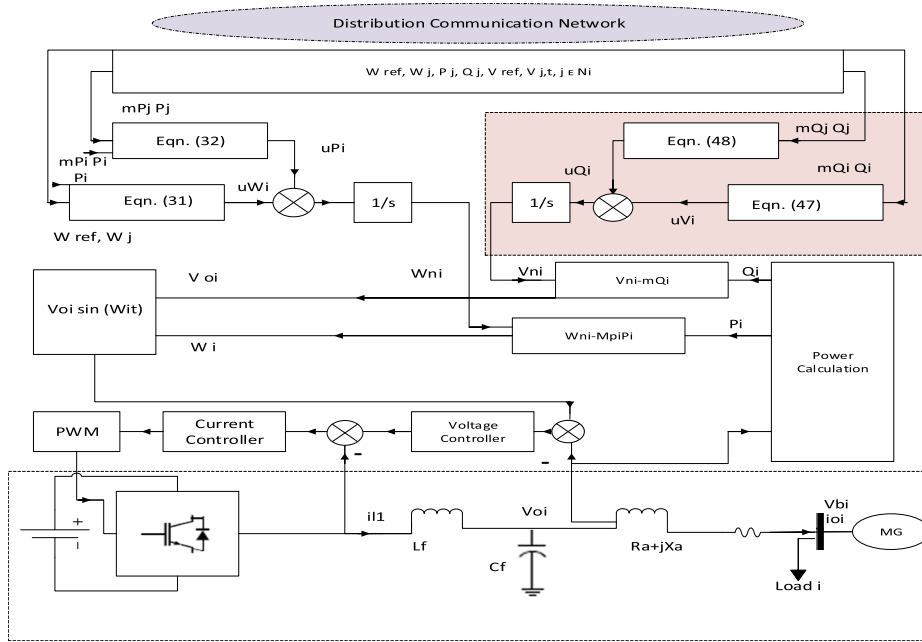 Distribution Communication Network
W ref, W j, P j, Q j, V ref, V j,t, j ε Ni
mPj Pj
Eqn. (32)
uPi
mPi Pi
Pi
Eqn. (31)
uWi
1/s
W ref, W j
Eqn. (48)
mQj Qj
mQi Qi
uQi
1/s
uVi
Eqn. (47)
V oi
Wni
Vni
Vni-mQi
Qi
Voi sin (Wit)
W i
Wni-MpiPi
Pi
Power
Calculation
PWM
Current
Controller
Voltage
Controller
-
-
+
-
il1
Lf
Voi
Cf
Ra+jXa
Vbi
ioi
MG
Load i